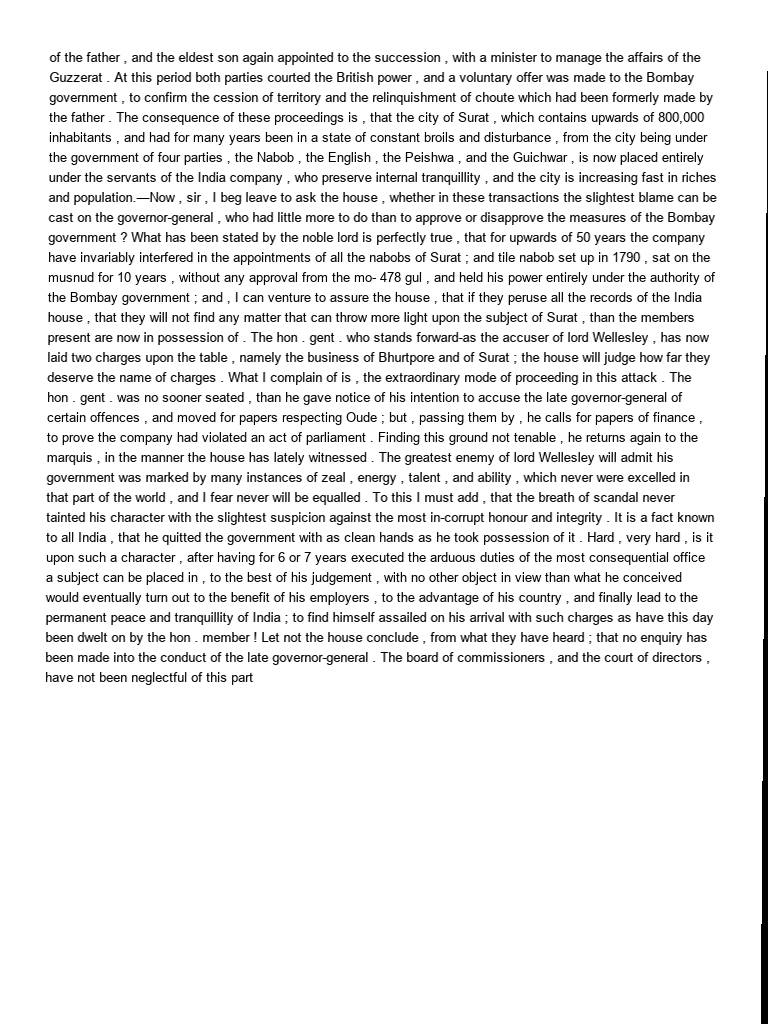 of the father , and the eldest son again appointed to the succession , with a minister to manage the affairs of the
Guzzerat . At this period both parties courted the British power , and a voluntary offer was made to the Bombay
government , to confirm the cession of territory and the relinquishment of choute which had been formerly made by
the father . The consequence of these proceedings is , that the city of Surat , which contains upwards of 800,000
inhabitants , and had for many years been in a state of constant broils and disturbance , from the city being under
the government of four parties , the Nabob , the English , the Peishwa , and the Guichwar , is now placed entirely
under the servants of the India company , who preserve internal tranquillity , and the city is increasing fast in riches
and population.—Now , sir , I beg leave to ask the house , whether in these transactions the slightest blame can be
cast on the governor-general , who had little more to do than to approve or disapprove the measures of the Bombay
government ? What has been stated by the noble lord is perfectly true , that for upwards of 50 years the company
have invariably interfered in the appointments of all the nabobs of Surat ; and tile nabob set up in 1790 , sat on the
musnud for 10 years , without any approval from the mo- 478 gul , and held his power entirely under the authority of
the Bombay government ; and , I can venture to assure the house , that if they peruse all the records of the India
house , that they will not find any matter that can throw more light upon the subject of Surat , than the members
present are now in possession of . The hon . gent . who stands forward-as the accuser of lord Wellesley , has now
laid two charges upon the table , namely the business of Bhurtpore and of Surat ; the house will judge how far they
deserve the name of charges . What I complain of is , the extraordinary mode of proceeding in this attack . The
hon . gent . was no sooner seated , than he gave notice of his intention to accuse the late governor-general of
certain offences , and moved for papers respecting Oude ; but , passing them by , he calls for papers of finance ,
to prove the company had violated an act of parliament . Finding this ground not tenable , he returns again to the
marquis , in the manner the house has lately witnessed . The greatest enemy of lord Wellesley will admit his
government was marked by many instances of zeal , energy , talent , and ability , which never were excelled in
that part of the world , and I fear never will be equalled . To this I must add , that the breath of scandal never
tainted his character with the slightest suspicion against the most in-corrupt honour and integrity . It is a fact known
to all India , that he quitted the government with as clean hands as he took possession of it . Hard , very hard , is it
upon such a character , after having for 6 or 7 years executed the arduous duties of the most consequential office
a subject can be placed in , to the best of his judgement , with no other object in view than what he conceived
would eventually turn out to the benefit of his employers , to the advantage of his country , and finally lead to the
permanent peace and tranquillity of India ; to find himself assailed on his arrival with such charges as have this day
been dwelt on by the hon . member ! Let not the house conclude , from what they have heard ; that no enquiry has
been made into the conduct of the late governor-general . The board of commissioners , and the court of directors ,
have not been neglectful of this part